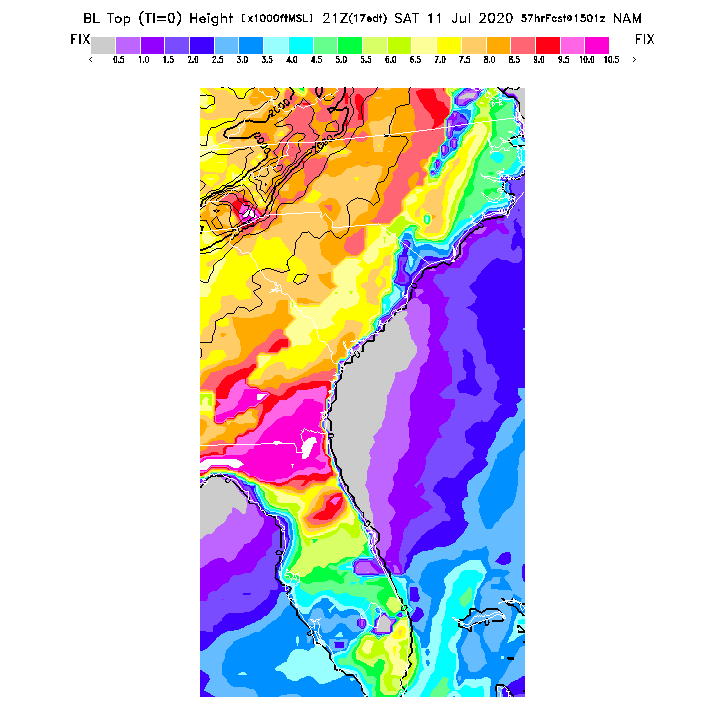 BL Top (TI=0) Height [x1000ftMSL] 21Z(17edt) SAT 11 Jul 2020 57hrFcst@1501z NAM
FIX FIX
< 0.5 1.0 1.5 2.0 2.5 3.0 3.5 4.0 4.5 5.0 5.5 6.0 6.5 7.0 7.5 8.0 8.5 9.0 9.5 10.0 10.5 >
2000